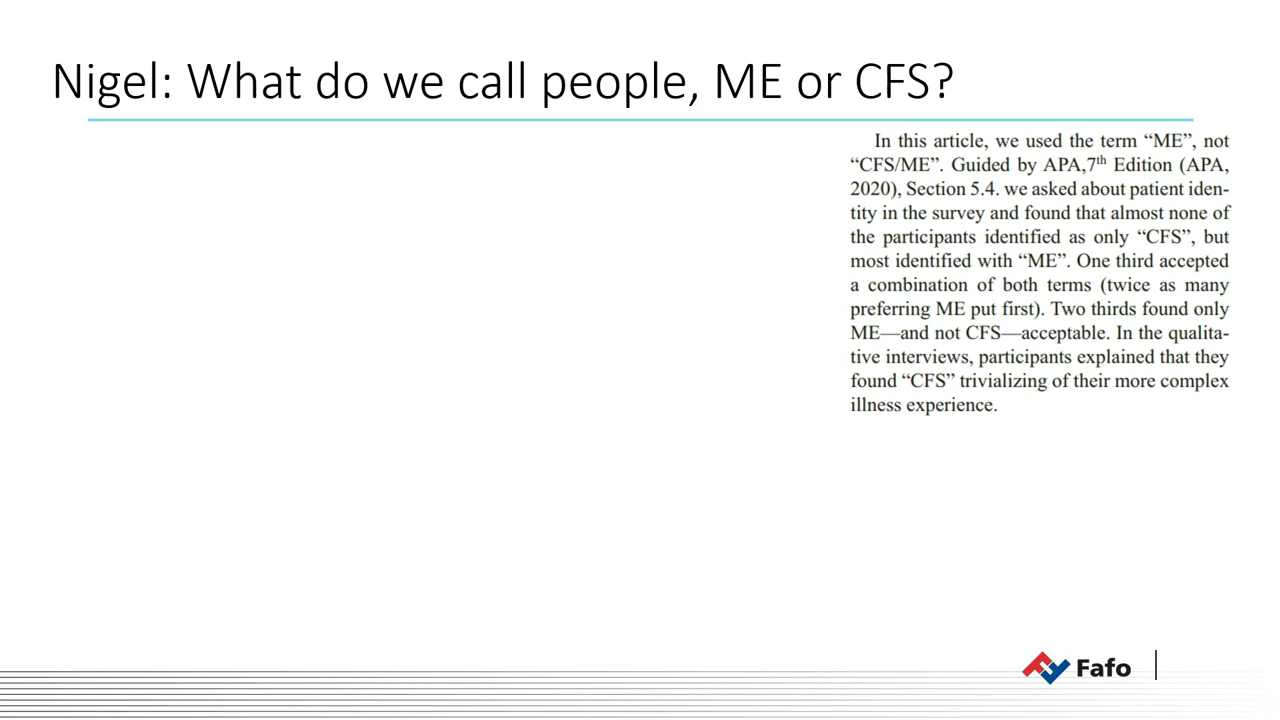 Nigel: What do we call people, ME or CFS?
In this article, we used the term “ME”, not
“CFS/ME”. Guided by APA,7th Edition (APA,
2020), Section 5.4. we asked about patient iden-
tity in the survey and found that almost none of
the participants identified as only “CFS”, but
most identified with “ME”. One third accepted
a combination of both terms (twice as many
preferring ME put first). Two thirds found only
ME—and not CFS—acceptable. In the qualita-
tive interviews, participants explained that they
found “CFS” trivializing of their more complex
illness experience.
Fafo